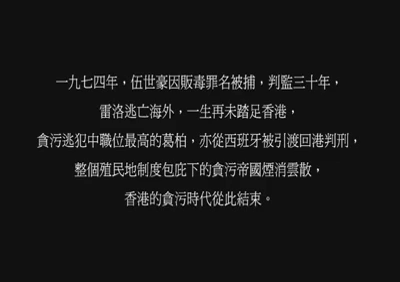 一九七四年，伍世豪因販毒罪名被捕，判監三十年，
雷洛逃亡海外，一生再未踏足香港，
貪污逃犯中職位最高的葛柏，亦從西班牙被引渡回港判刑，
整個殖民地制度包庇下的貪污帝國煙消雲散，
香港的貪污時代從此結束。